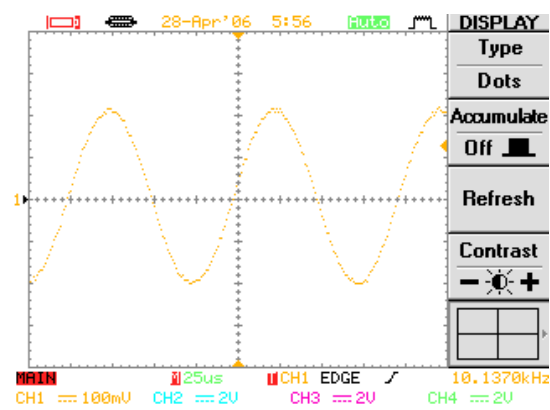 28-Apr'06 5:56 Auto DISPLAY
Type
Dots
Accumulate
Off
Refresh
Contrast
1
MAIN M 25us T CH1 EDGE 10.1370kHz
CH1 100mV CH2 2V CH3 2V CH4 2V